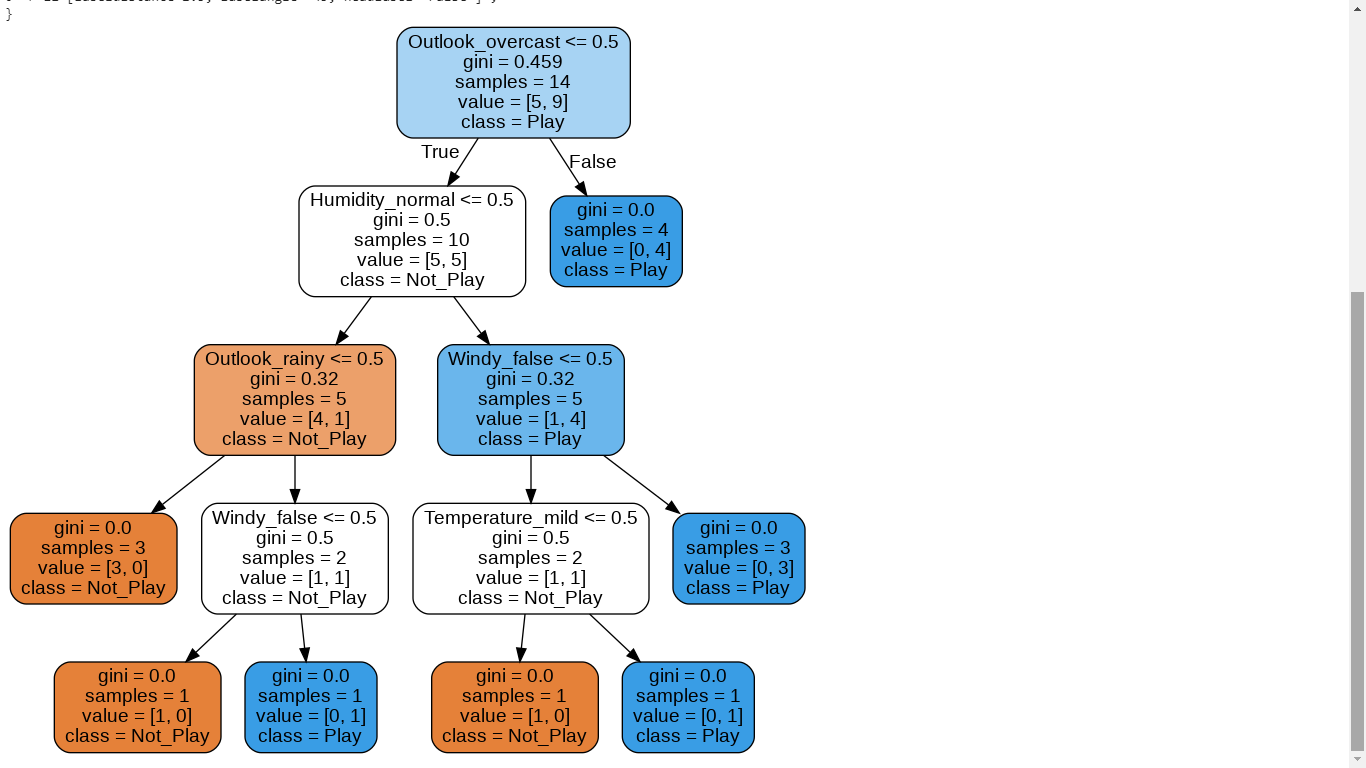 }
Outlook_overcast <= 0.5
gini = 0.459
samples = 14
value = [5, 9]
class = Play
True
False
Humidity_normal <= 0.5
gini = 0.5
samples = 10
value = [5, 5]
class = Not_Play
gini = 0.0
samples = 4
value = [0, 4]
class = Play
Outlook_rainy <= 0.5
gini = 0.32
samples = 5
value = [4, 1]
class = Not_Play
Windy_false <= 0.5
gini = 0.32
samples = 5
value = [1, 4]
class = Play
gini = 0.0
samples = 3
value = [3, 0]
class = Not_Play
Windy_false <= 0.5
gini = 0.5
samples = 2
value = [1, 1]
class = Not_Play
Temperature_mild <= 0.5
gini = 0.5
samples = 2
value = [1, 1]
class = Not_Play
gini = 0.0
samples = 3
value = [0, 3]
class = Play
gini = 0.0
samples = 1
value = [1, 0]
class = Not_Play
gini = 0.0
samples = 1
value = [0, 1]
class = Play
gini = 0.0
samples = 1
value = [1, 0]
class = Not_Play
gini = 0.0
samples = 1
value = [0, 1]
class = Play